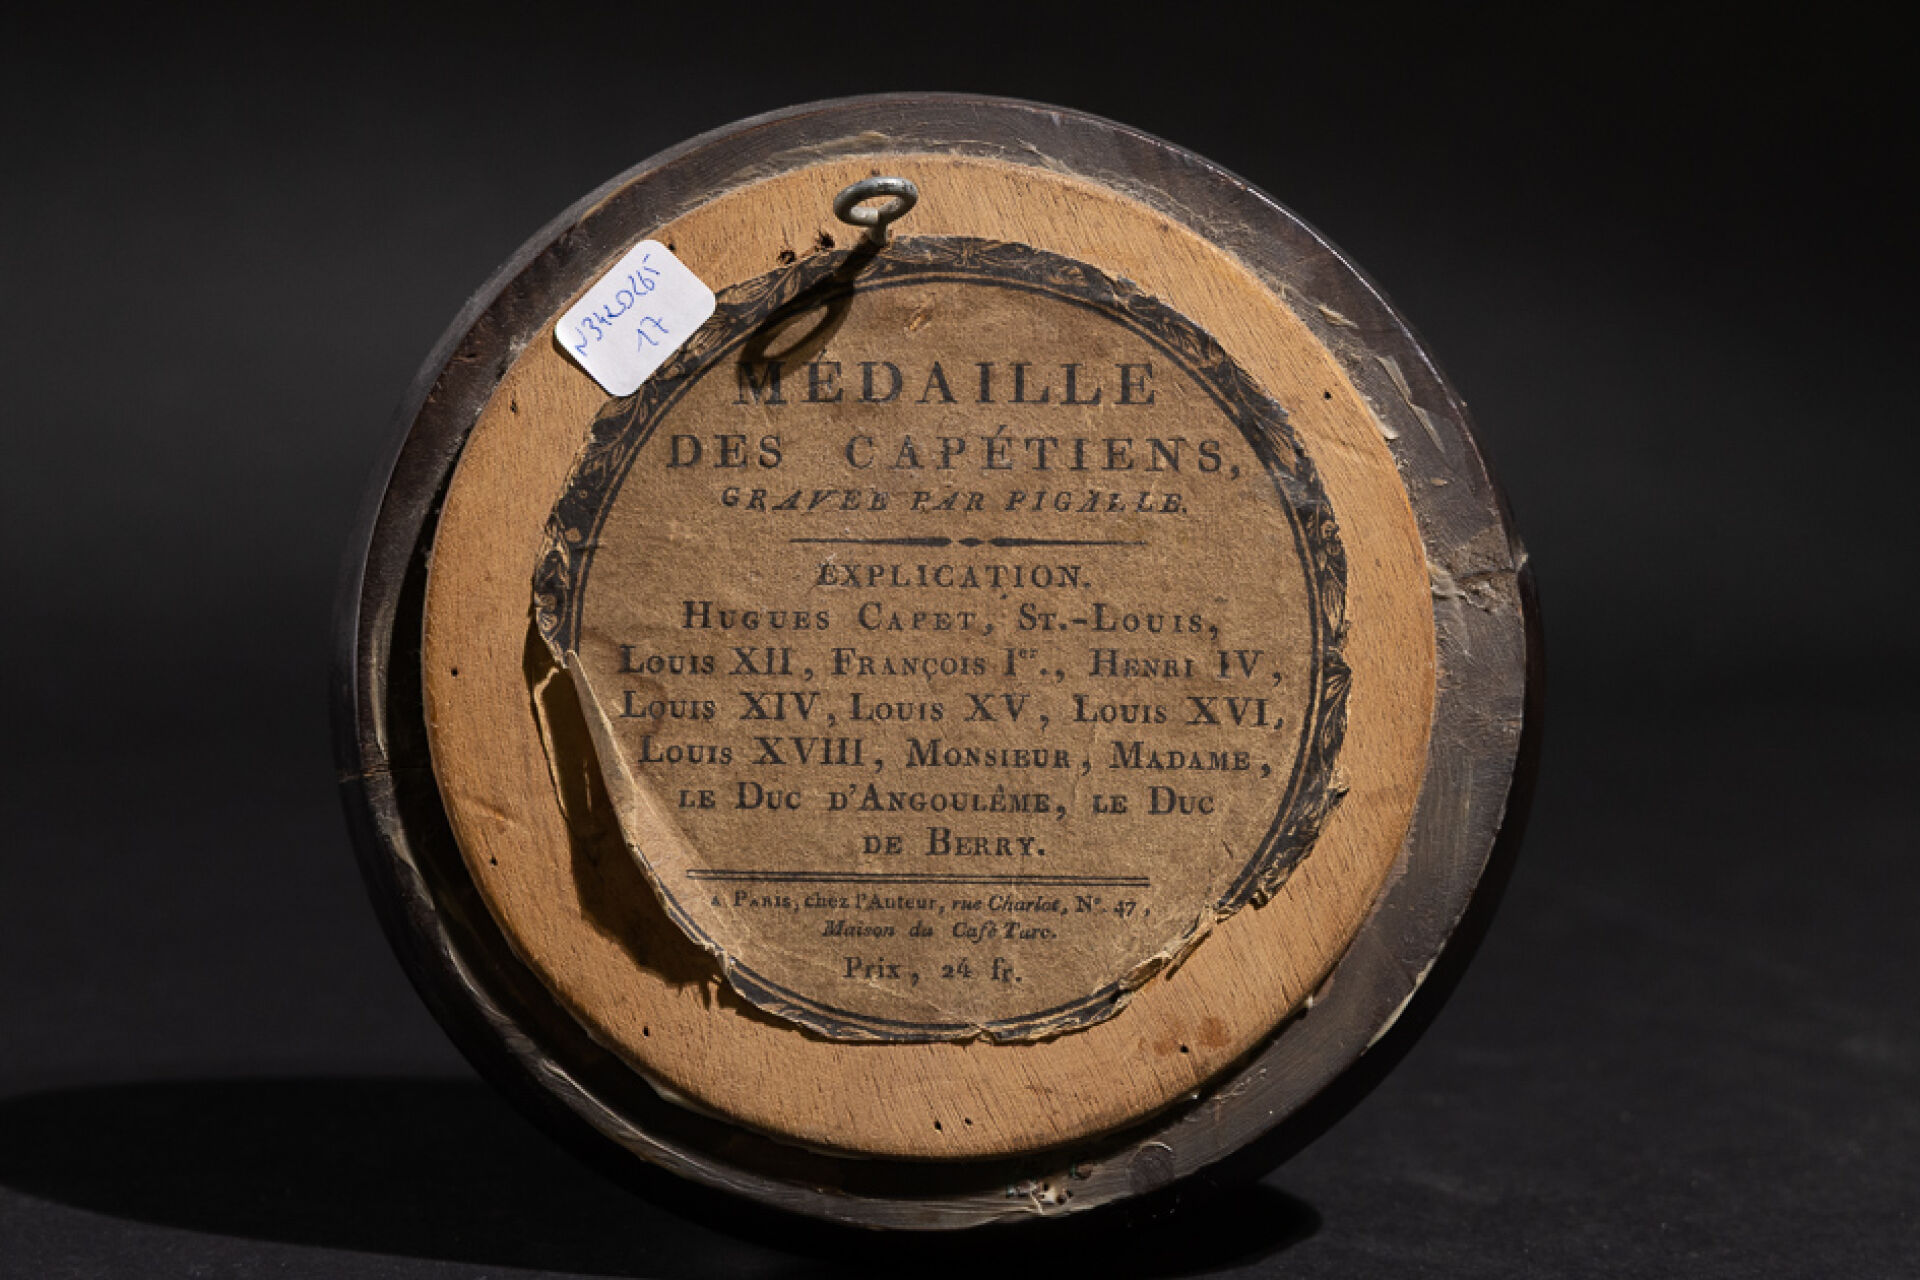 MÉDAILLE
DES CAPÉTIENS,
GRAVÉE PAR PIGALLE.
EXPLICATION.
HUGUES CAPET, ST.-LOUIS,
LOUIS XII, FRANÇOIS Ier., HENRI IV,
LOUIS XIV, LOUIS XV, LOUIS XVI,
LOUIS XVIII, MONSIEUR, MADAME,
LE DUC D'ANGOULÊME, LE DUC
DE BERRY.
A PARIS, chez l'Auteur, rue Charlot, N°. 47,
Maison du Café Turc.
Prix, 24 fr.
17